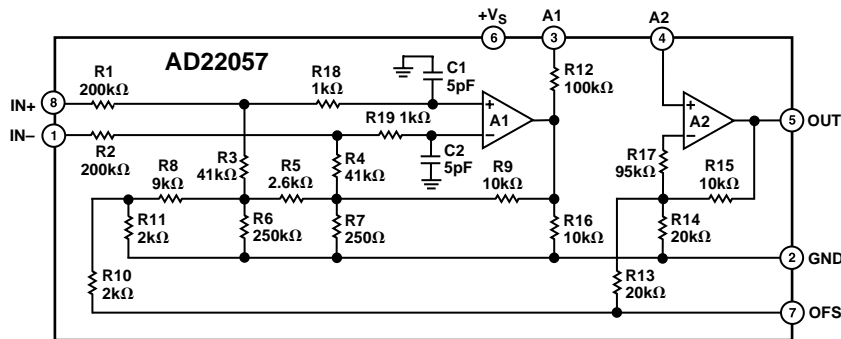 +VS A1 A2
6 3 4
AD22057
C1
5pF
R12
100kΩ
R1
200kΩ
R18
1kΩ
IN+ 8
+
A1
−
+
A2
−
5 OUT
R19 1kΩ
IN− 1
R2
200kΩ
C2
5pF
R3
41kΩ
R4
41kΩ
R17
95kΩ
R15
10kΩ
R8
9kΩ
R5
2.6kΩ
R9
10kΩ
R11
2kΩ
R6
250kΩ
R7
250Ω
R16
10kΩ
R14
20kΩ
2 GND
R10
2kΩ
R13
20kΩ
7 OFS